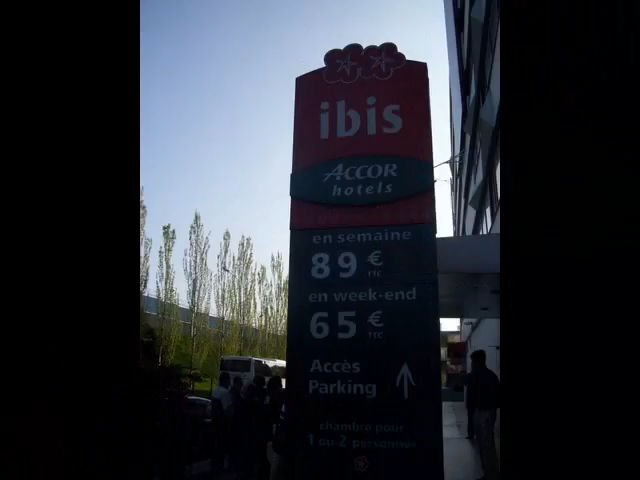 ibis
ACCOR
hotels
en semaine
89 €
TTC
en week-end
65 €
TTC
Accès
Parking
chambre pour
1 ou 2 personnes